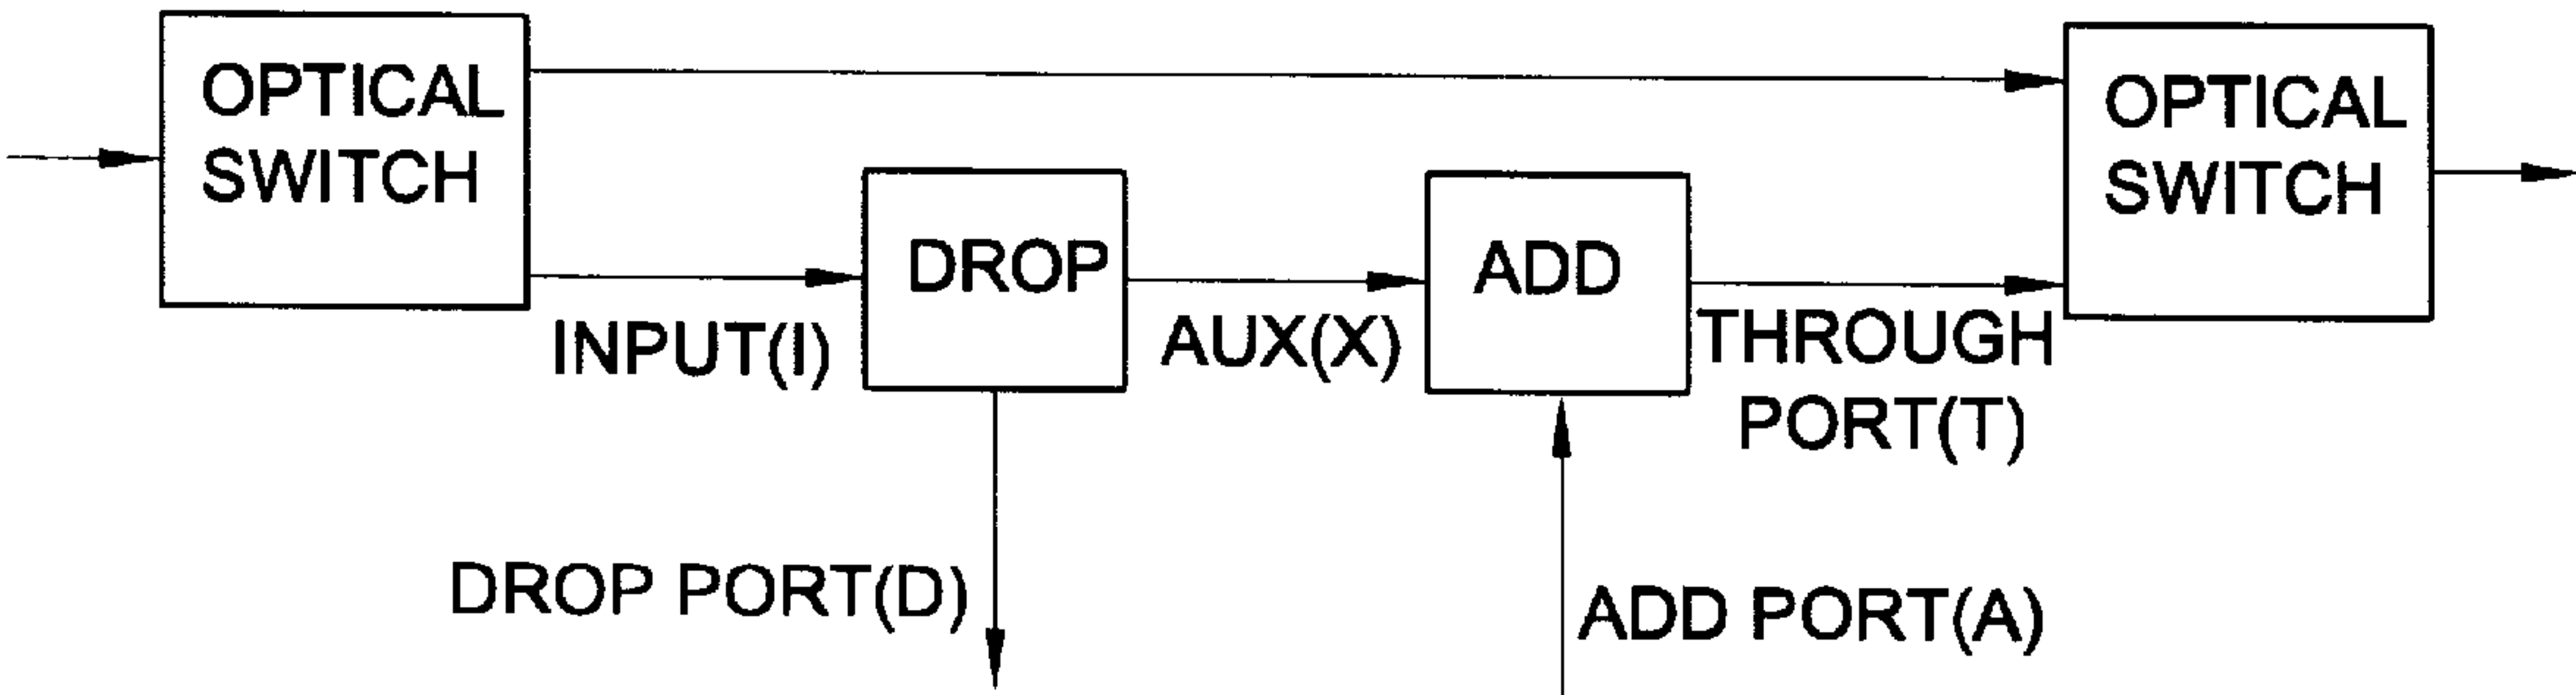 OPTICAL
SWITCH
OPTICAL
SWITCH
DROP
ADD
INPUT(I)
AUX(X)
THROUGH
PORT(T)
DROP PORT(D)
ADD PORT(A)